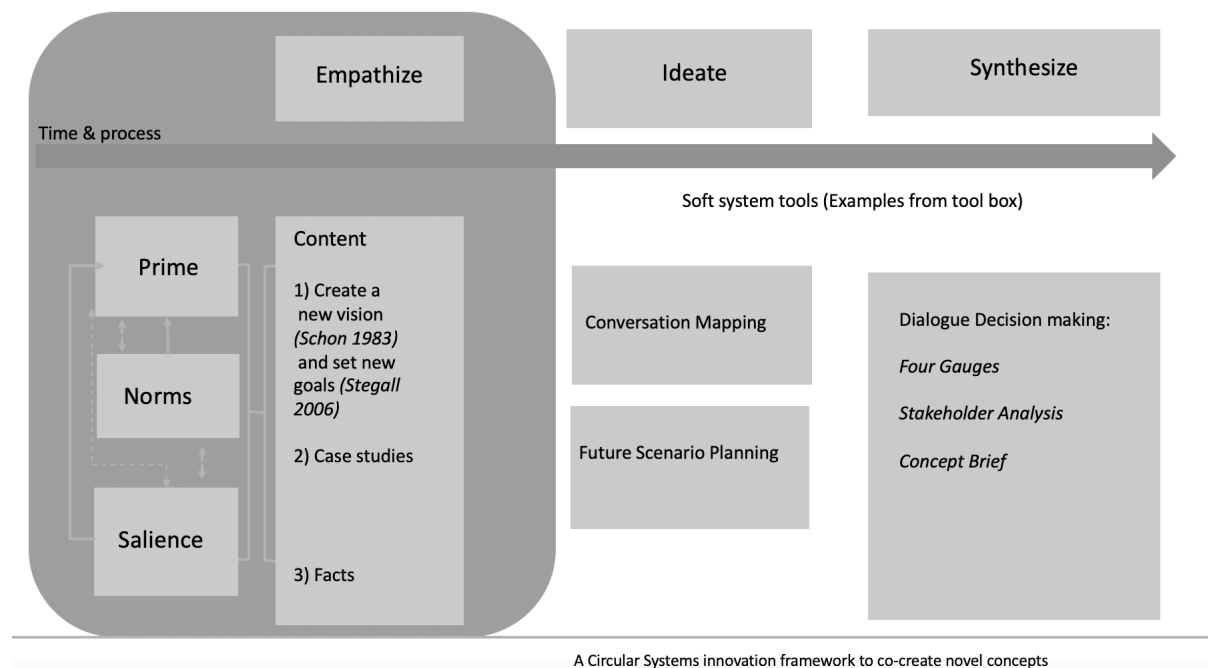 Empathize
Ideate
Synthesize
Time & process
Soft system tools (Examples from tool box)
Prime
Norms
Salience
Content
1) Create a
new vision
(Schon 1983)
and set new
goals (Stegall
2006)
2) Case studies
3) Facts
Conversation Mapping
Future Scenario Planning
Dialogue Decision making:
Four Gauges
Stakeholder Analysis
Concept Brief
A Circular Systems innovation framework to co-create novel concepts